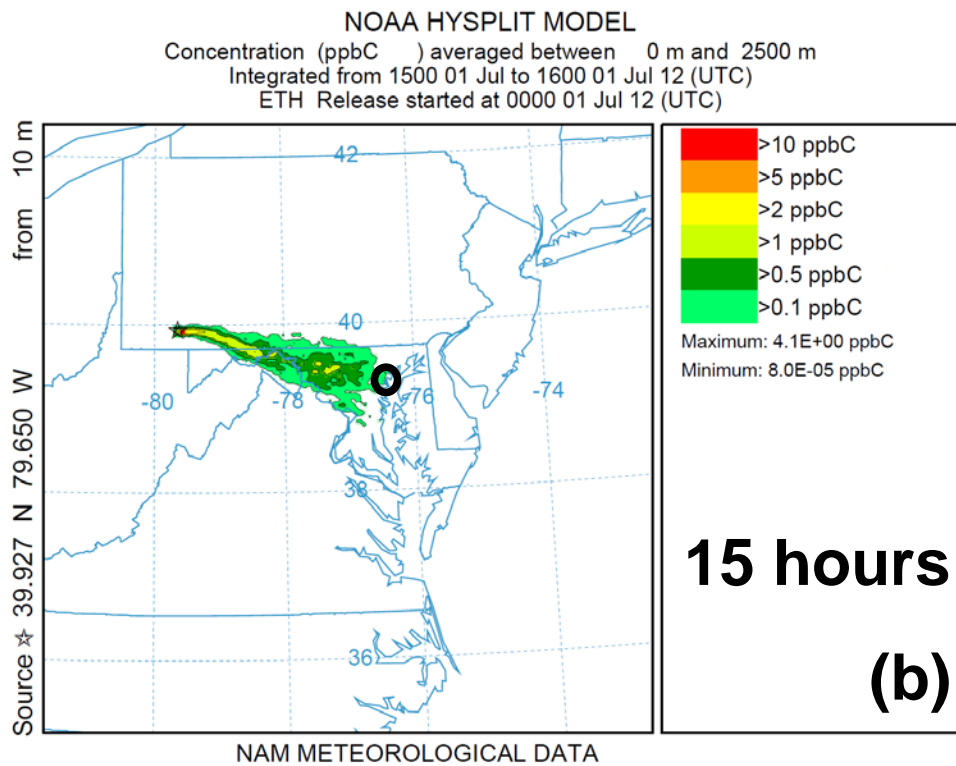 NOAA HYSPLIT MODEL
Concentration (ppbC ) averaged between 0 m and 2500 m
Integrated from 1500 01 Jul to 1600 01 Jul 12 (UTC)
ETH Release started at 0000 01 Jul 12 (UTC)
Source ☆ 39.927 N 79.650 W from 10 m
42
40
-80
-78
-76
-74
38
36
>10 ppbC
>5 ppbC
>2 ppbC
>1 ppbC
>0.5 ppbC
>0.1 ppbC
Maximum: 4.1E+00 ppbC
Minimum: 8.0E-05 ppbC
15 hours
(b)
NAM METEOROLOGICAL DATA